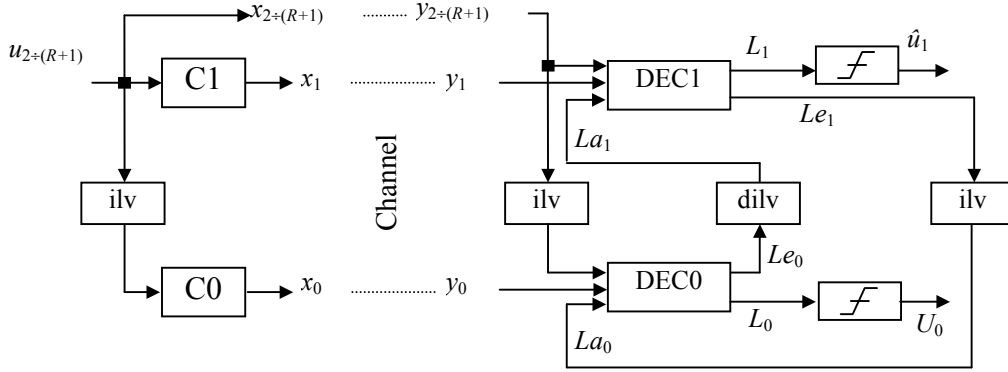 x₂÷(R+1) y₂÷(R+1)
u₂÷(R+1)
C1 x₁ y₁ DEC1 L₁ û₁
Le₁
La₁
Channel
ilv ilv dilv ilv
Le₀
C0 x₀ y₀ DEC0
L₀ U₀
La₀